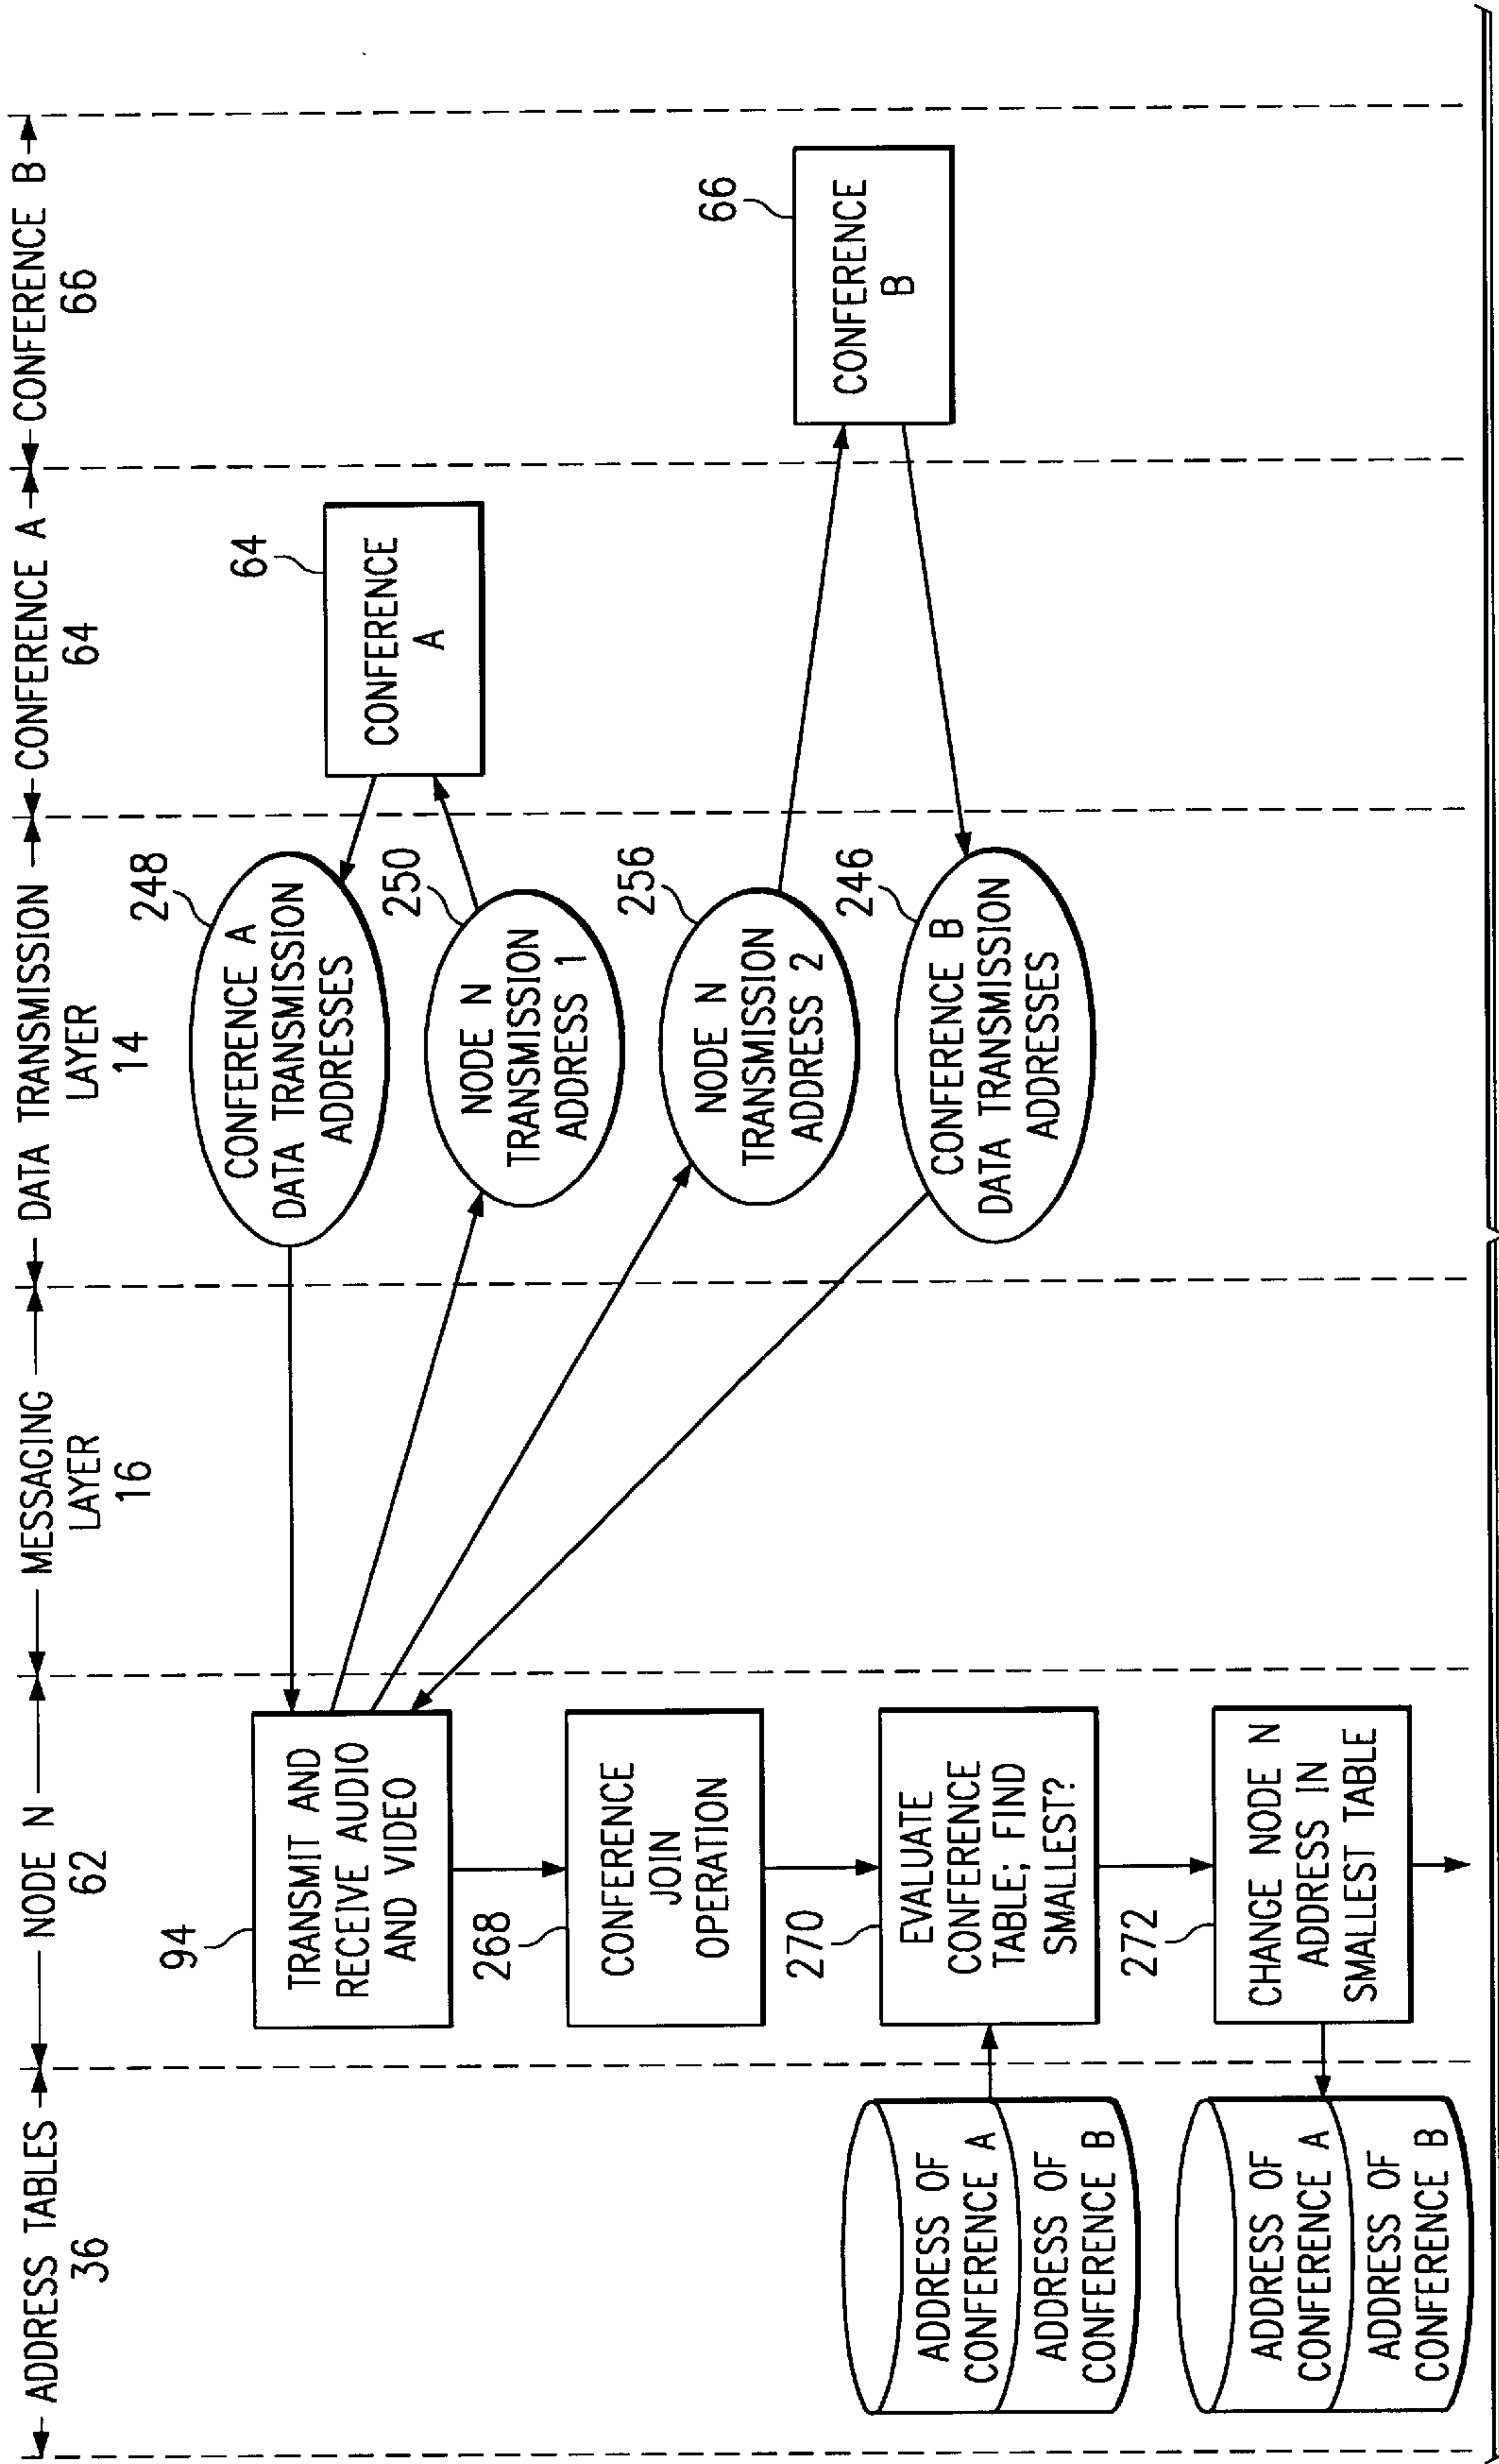 ADDRESS TABLES
36
NODE N
62
MESSAGING
LAYER
16
DATA TRANSMISSION
LAYER
14
CONFERENCE A
64
CONFERENCE B
66
94
TRANSMIT AND
RECEIVE AUDIO
AND VIDEO
248
CONFERENCE A
DATA TRANSMISSION
ADDRESSES
64
CONFERENCE
A
250
NODE N
TRANSMISSION
ADDRESS 1
268
CONFERENCE
JOIN
OPERATION
256
NODE N
TRANSMISSION
ADDRESS 2
66
CONFERENCE
B
246
CONFERENCE B
DATA TRANSMISSION
ADDRESSES
ADDRESS OF
CONFERENCE A
ADDRESS OF
CONFERENCE B
270
EVALUATE
CONFERENCE
TABLE; FIND
SMALLEST?
ADDRESS OF
CONFERENCE A
ADDRESS OF
CONFERENCE B
272
CHANGE NODE N
ADDRESS IN
SMALLEST TABLE